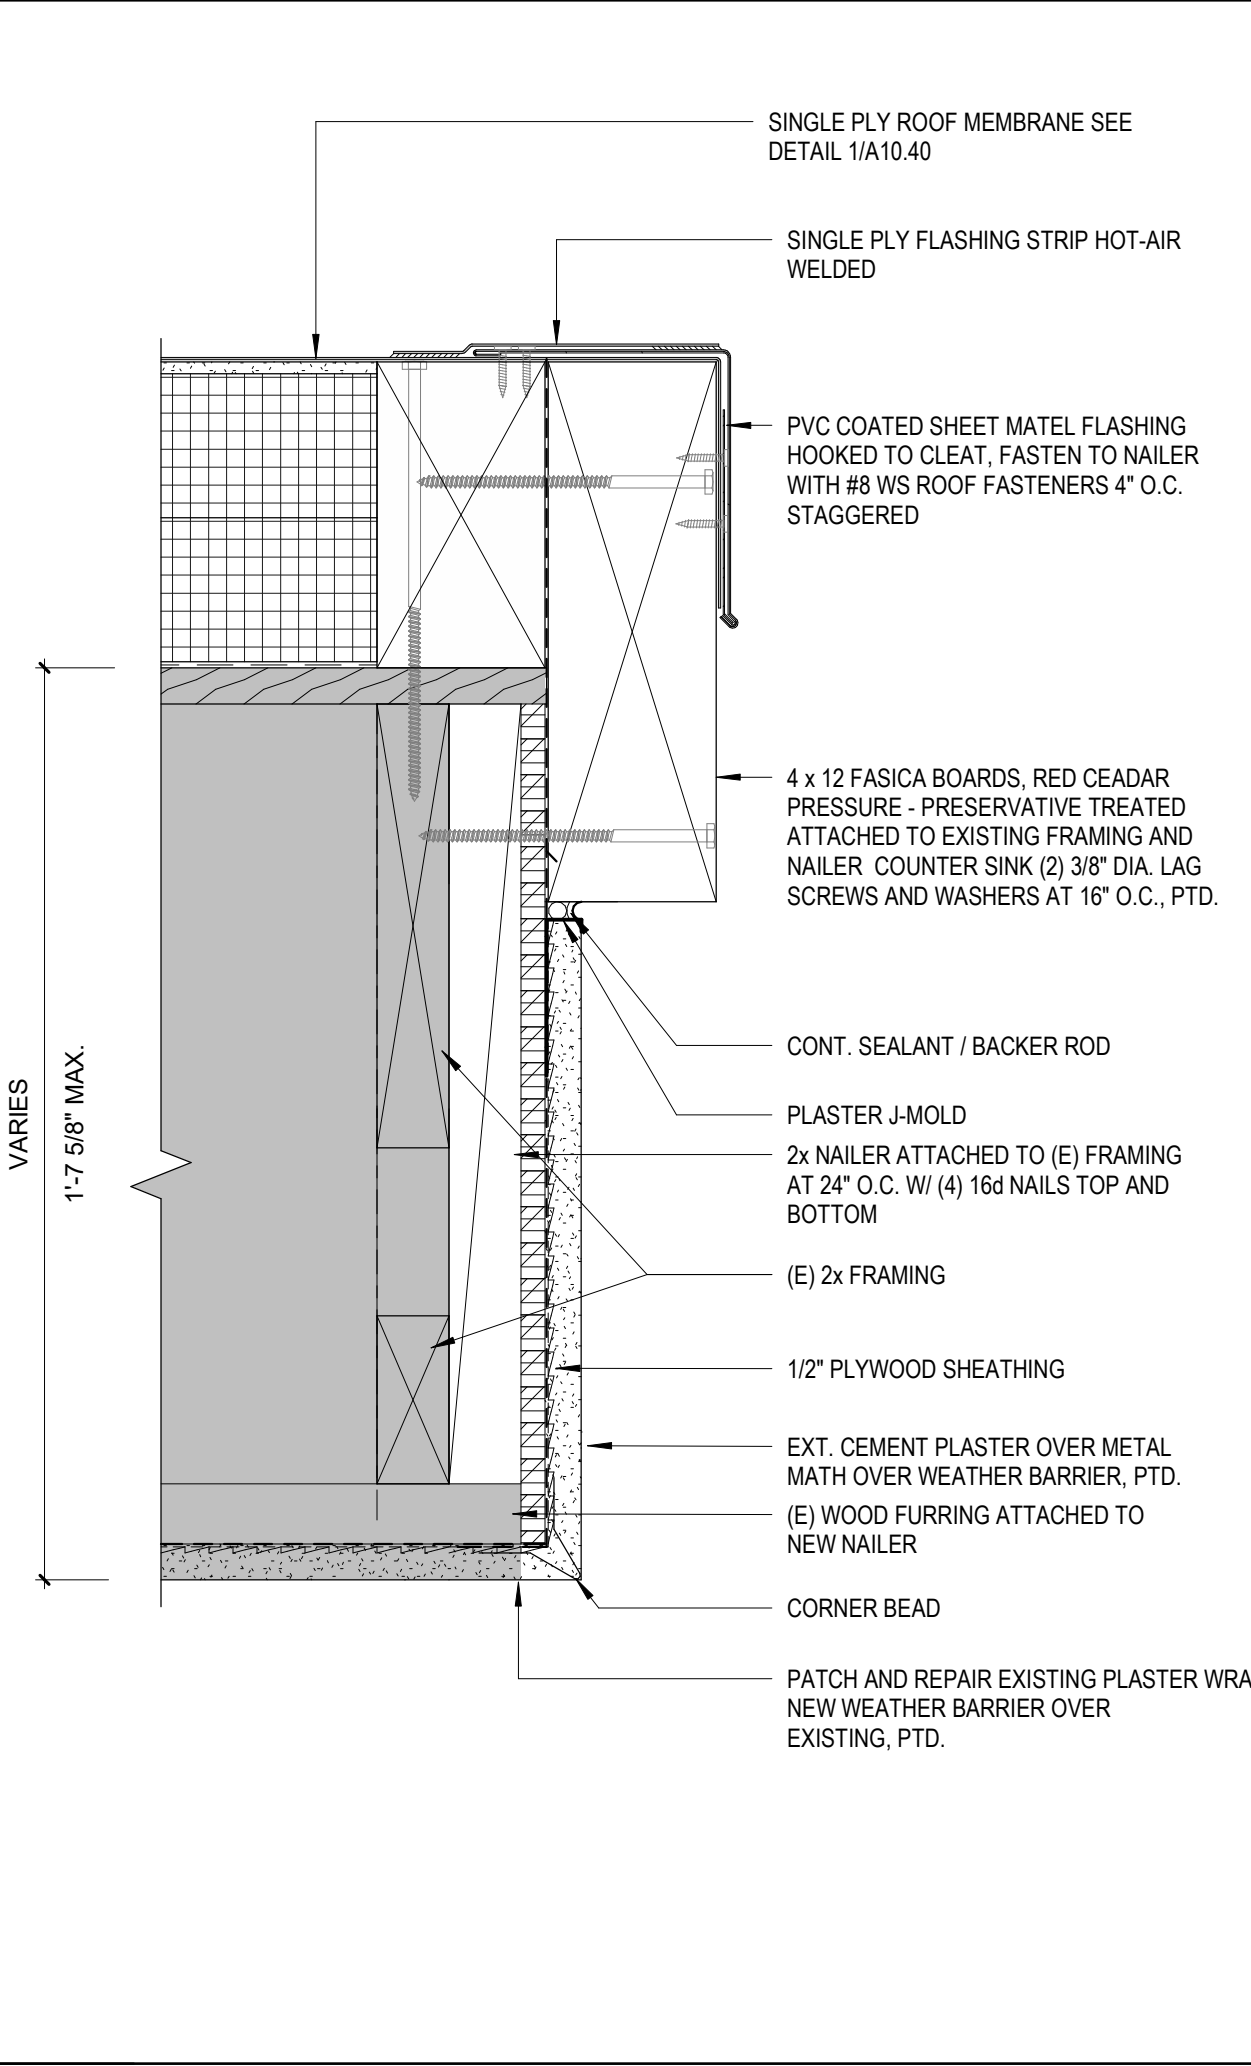 SINGLE PLY ROOF MEMBRANE SEE
DETAIL 1/A10.40
SINGLE PLY FLASHING STRIP HOT-AIR
WELDED
PVC COATED SHEET MATEL FLASHING
HOOKED TO CLEAT, FASTEN TO NAILER
WITH #8 WS ROOF FASTENERS 4" O.C.
STAGGERED
4 x 12 FASICA BOARDS, RED CEADAR
PRESSURE - PRESERVATIVE TREATED
ATTACHED TO EXISTING FRAMING AND
NAILER COUNTER SINK (2) 3/8" DIA. LAG
SCREWS AND WASHERS AT 16" O.C., PTD.
VARIES
1'-7 5/8" MAX.
CONT. SEALANT / BACKER ROD
PLASTER J-MOLD
2x NAILER ATTACHED TO (E) FRAMING
AT 24" O.C. W/ (4) 16d NAILS TOP AND
BOTTOM
(E) 2x FRAMING
1/2" PLYWOOD SHEATHING
EXT. CEMENT PLASTER OVER METAL
MATH OVER WEATHER BARRIER, PTD.
(E) WOOD FURRING ATTACHED TO
NEW NAILER
CORNER BEAD
PATCH AND REPAIR EXISTING PLASTER WRA
NEW WEATHER BARRIER OVER
EXISTING, PTD.